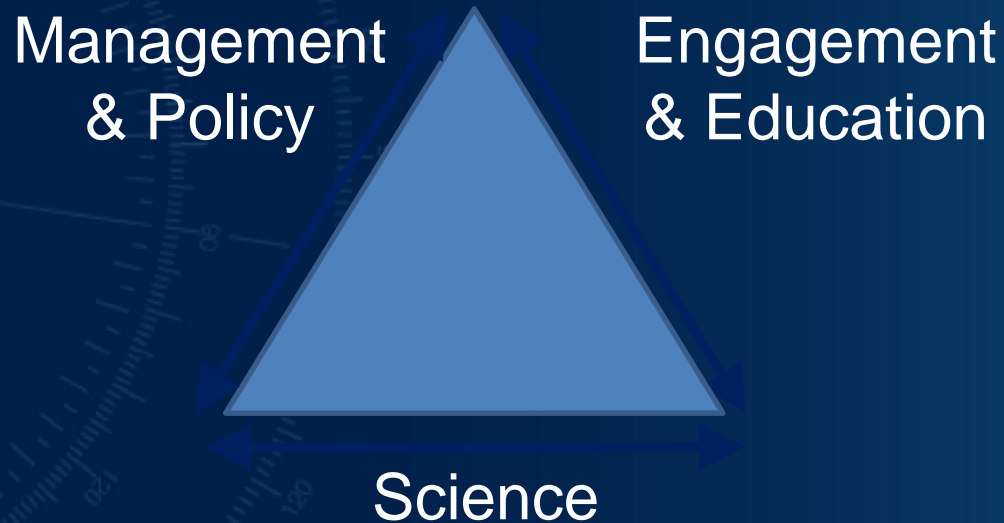 Management
& Policy
Engagement
& Education
Science